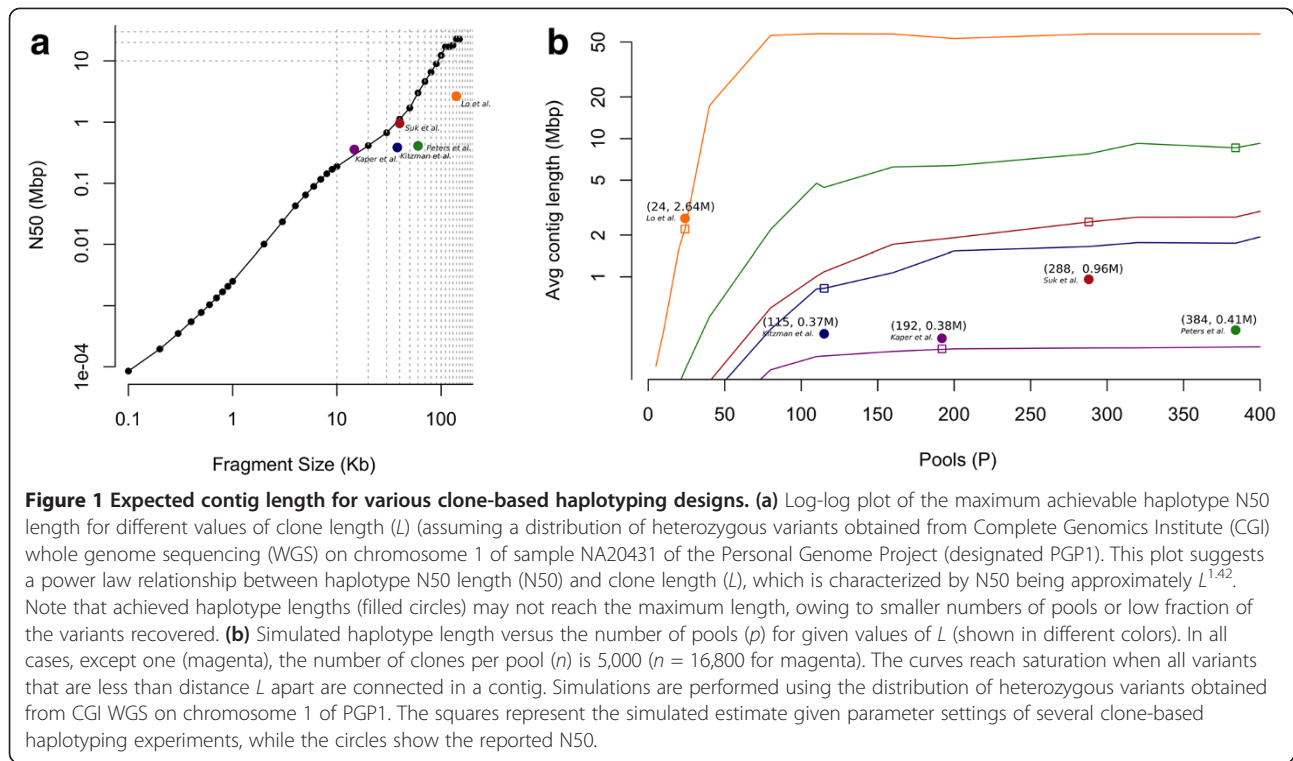 a
N50 (Mbp)
10
1
0.1
0.01
1e-04
Lo et al.
Suk et al.
Kaper et al.
Kitzman et al.
Peters et al.
0.1
1
10
100
Fragment Size (Kb)
b
Avg contig length (Mbp)
50
20
10
5
2
1
(24, 2.64M)
Lo et al.
(288, 0.96M)
Suk et al.
(115, 0.37M)
Kitzman et al.
(192, 0.38M)
Kaper et al.
(384, 0.41M)
Peters et al.
0
50
100
150
200
250
300
350
400
Pools (P)
Figure 1 Expected contig length for various clone-based haplotyping designs. (a) Log-log plot of the maximum achievable haplotype N50
length for different values of clone length (L) (assuming a distribution of heterozygous variants obtained from Complete Genomics Institute (CGI)
whole genome sequencing (WGS) on chromosome 1 of sample NA20431 of the Personal Genome Project (designated PGP1). This plot suggests
a power law relationship between haplotype N50 length (N50) and clone length (L), which is characterized by N50 being approximately L^1.42.
Note that achieved haplotype lengths (filled circles) may not reach the maximum length, owing to smaller numbers of pools or low fraction of
the variants recovered. (b) Simulated haplotype length versus the number of pools (p) for given values of L (shown in different colors). In all
cases, except one (magenta), the number of clones per pool (n) is 5,000 (n = 16,800 for magenta). The curves reach saturation when all variants
that are less than distance L apart are connected in a contig. Simulations are performed using the distribution of heterozygous variants obtained
from CGI WGS on chromosome 1 of PGP1. The squares represent the simulated estimate given parameter settings of several clone-based
haplotyping experiments, while the circles show the reported N50.